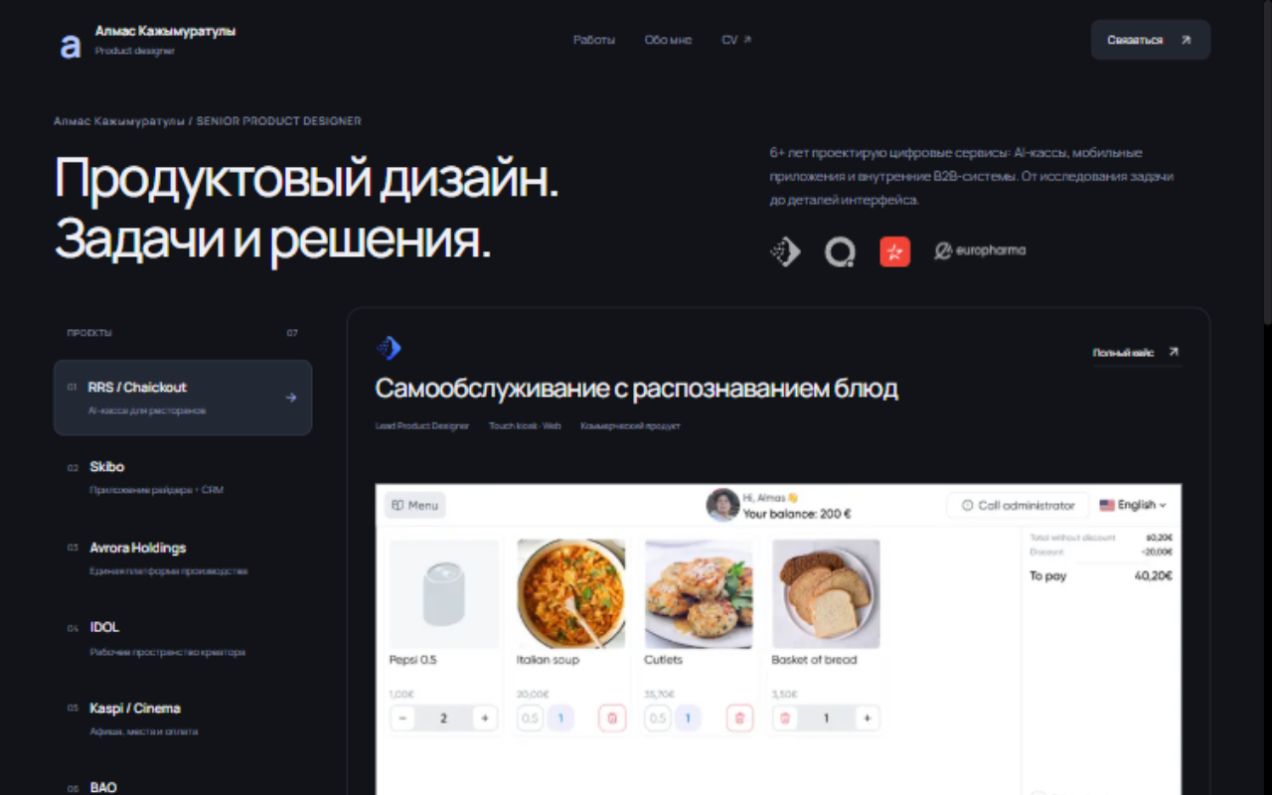 a
Алмас Кажымуратулы
Product designer
Работы
Обо мне
CV ↗
Связаться ↗
Алмас Кажымуратулы / SENIOR PRODUCT DESIGNER
Продуктовый дизайн.
Задачи и решения.
6+ лет проектирую цифровые сервисы: AI-кассы, мобильные
приложения и внутренние B2B-системы. От исследования задачи
до деталей интерфейса.
europharma
ПРОЕКТЫ 07
01 RRS / Chaickout →
AI-касса для ресторанов
02 Skibo
Приложение райдера + CRM
03 Avrora Holdings
Единая платформа производства
04 IDOL
Рабочее пространство креатора
05 Kaspi / Cinema
Афиша, места и оплата
06 BAO
Полный кейс ↗
Самообслуживание с распознаванием блюд
Lead Product Designer
Touch kiosk · Web
Коммерческий продукт
Menu
Hi, Almas 👋
Your balance: 200 €
Call administrator
English
Pepsi 0.5
1,00€
− 2 +
Italian soup
20,00€
0.5 1
Cutlets
35,70€
0.5 1
Basket of bread
3,50€
1 +
Total without discount 60,20€
Discount -20,00€
To pay 40,20€